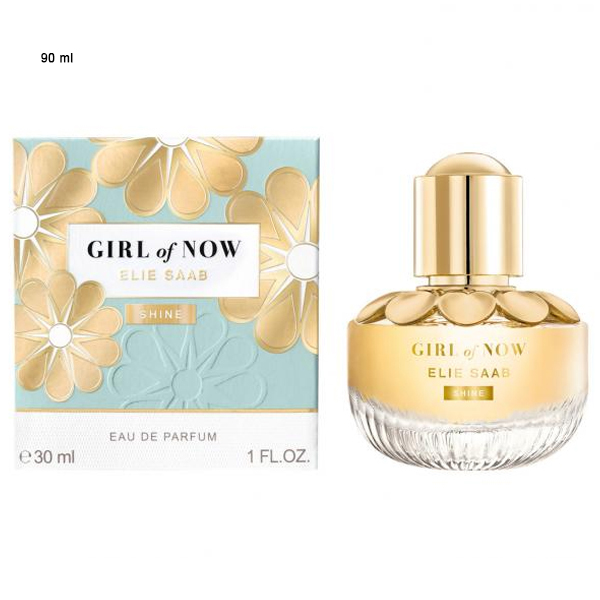 90 ml
GIRL of NOW
ELIE SAAB
SHINE
EAU DE PARFUM
℮30 ml 1 FL.OZ.
GIRL of NOW
ELIE SAAB
SHINE